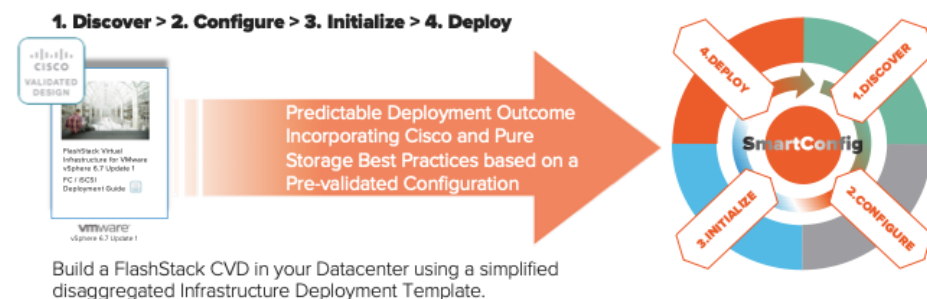 1. Discover > 2. Configure > 3. Initialize > 4. Deploy
CISCO
VALIDATED
DESIGN
FlashStack Virtual
Infrastructure for VMware
vSphere 6.7 Update 1
FC / iSCSI
Deployment Guide
vmware
vSphere 6.7 Update 1
Predictable Deployment Outcome
Incorporating Cisco and Pure
Storage Best Practices based on a
Pre-validated Configuration
4.DEPLOY
1.DISCOVER
SmartConfig
3.INITIALIZE
2.CONFIGURE
Build a FlashStack CVD in your Datacenter using a simplified
disaggregated Infrastructure Deployment Template.